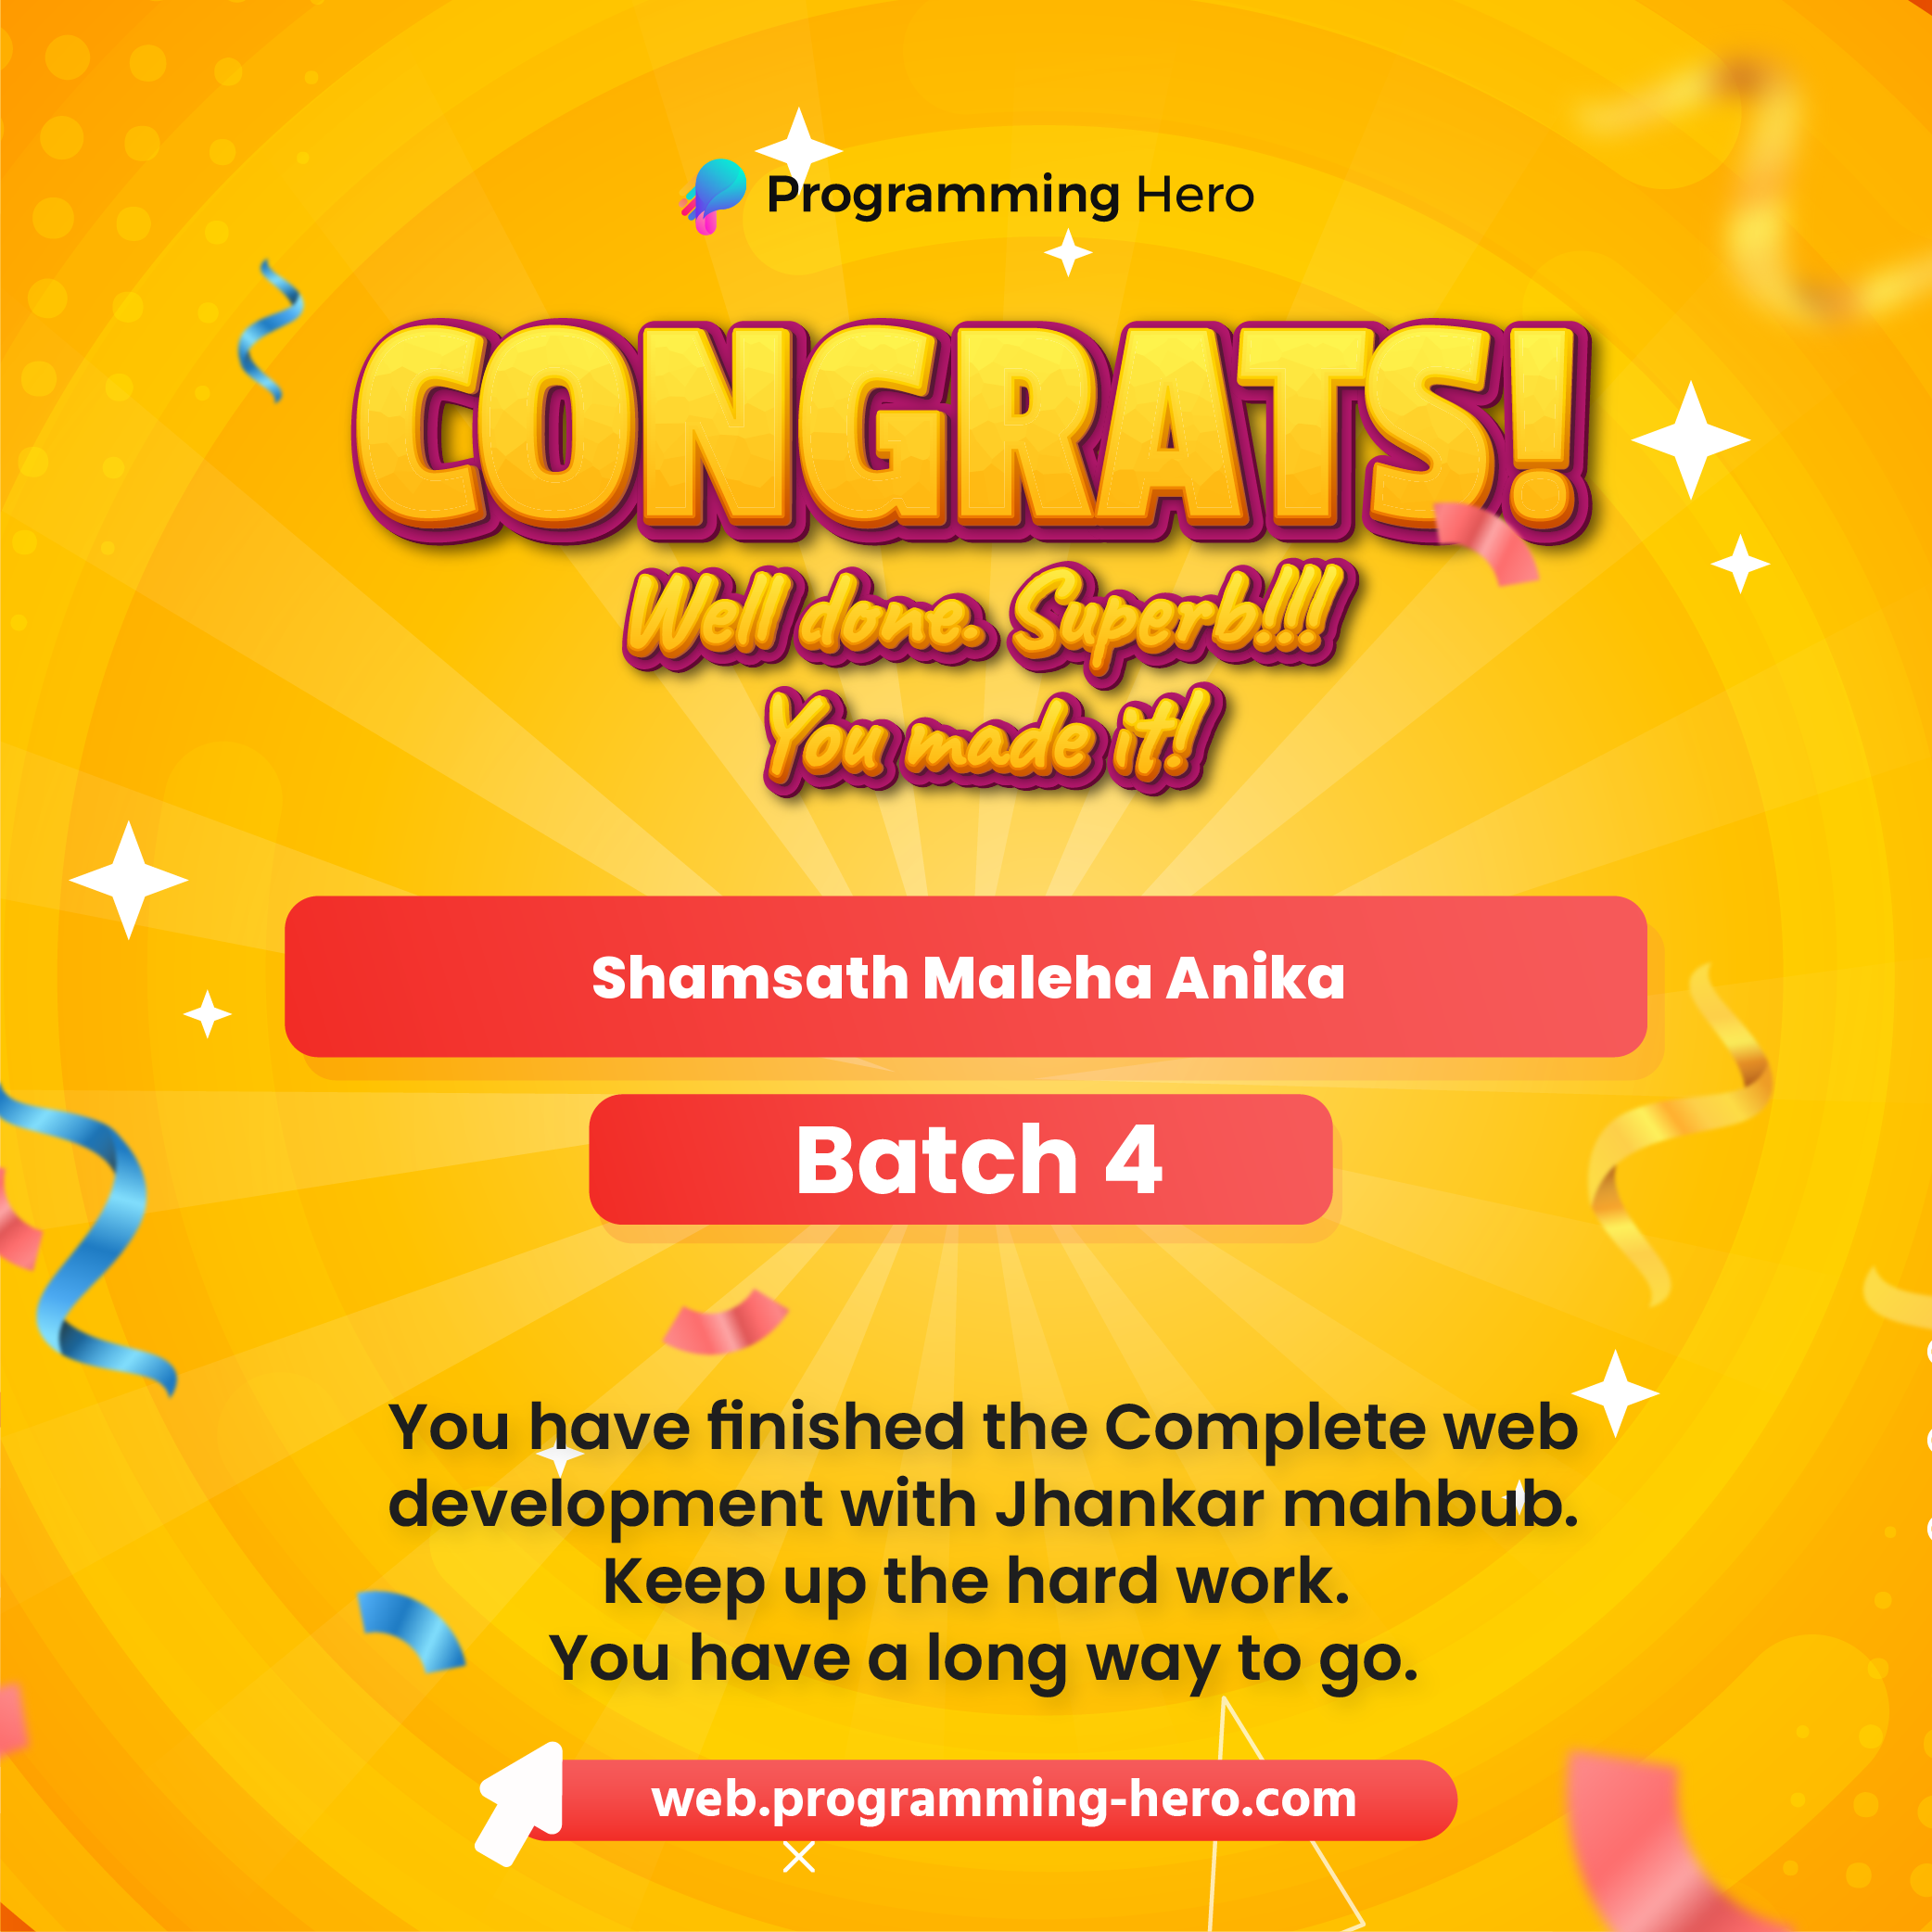 Programming Hero
CONGRATS!
Well done. Superb!!!
You made it!
Shamsath Maleha Anika
Batch 4
You have finished the Complete web
development with Jhankar mahbub.
Keep up the hard work.
You have a long way to go.
web.programming-hero.com